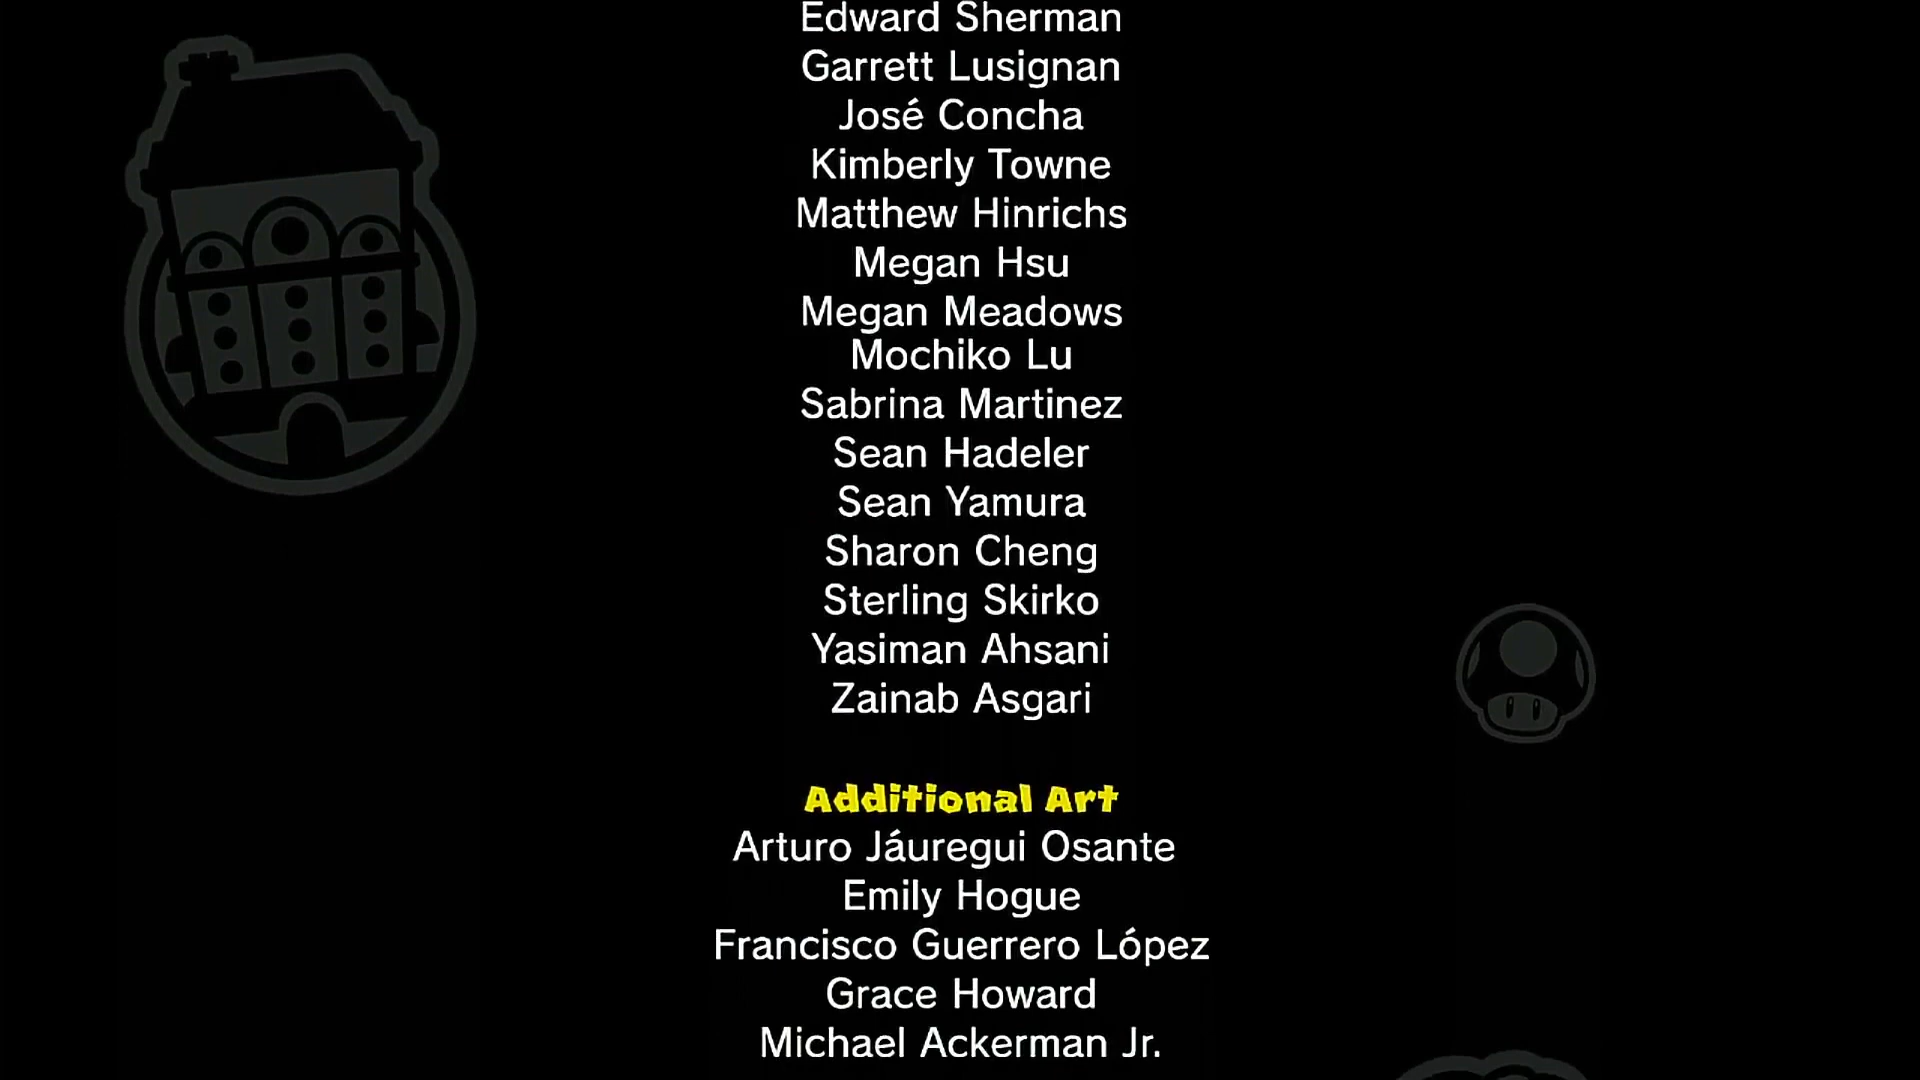 Edward Sherman
Garrett Lusignan
José Concha
Kimberly Towne
Matthew Hinrichs
Megan Hsu
Megan Meadows
Mochiko Lu
Sabrina Martinez
Sean Hadeler
Sean Yamura
Sharon Cheng
Sterling Skirko
Yasiman Ahsani
Zainab Asgari
Additional Art
Arturo Jáuregui Osante
Emily Hogue
Francisco Guerrero López
Grace Howard
Michael Ackerman Jr.